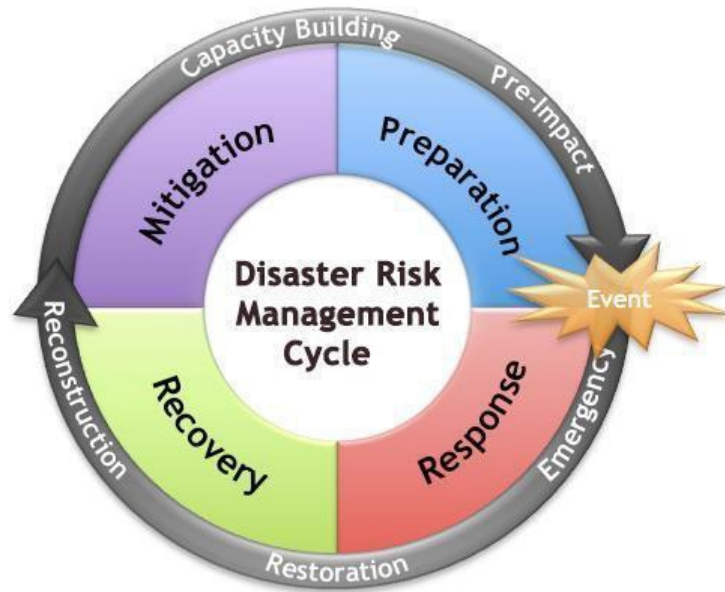 Capacity Building
Pre-Impact
Mitigation
Preparation
Disaster Risk
Management
Cycle
Event
Reconstruction
Recovery
Response
Emergency
Restoration